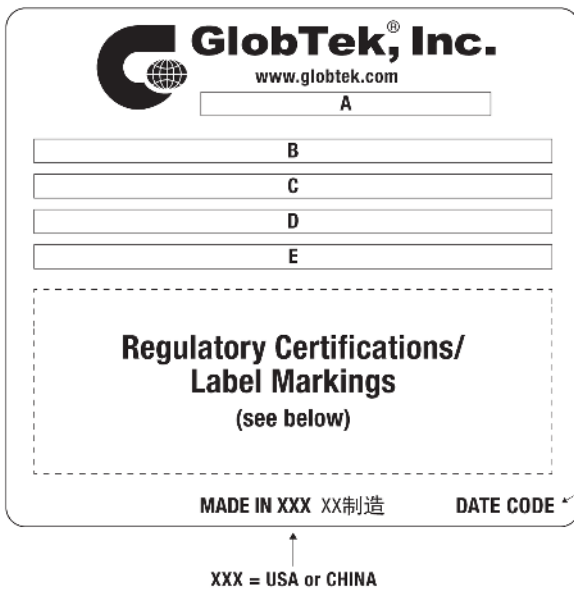 GlobTek,® Inc.
www.globtek.com
A
B
C
D
E
Regulatory Certifications/
Label Markings
(see below)
MADE IN XXX XX制造 DATE CODE
XXX = USA or CHINA